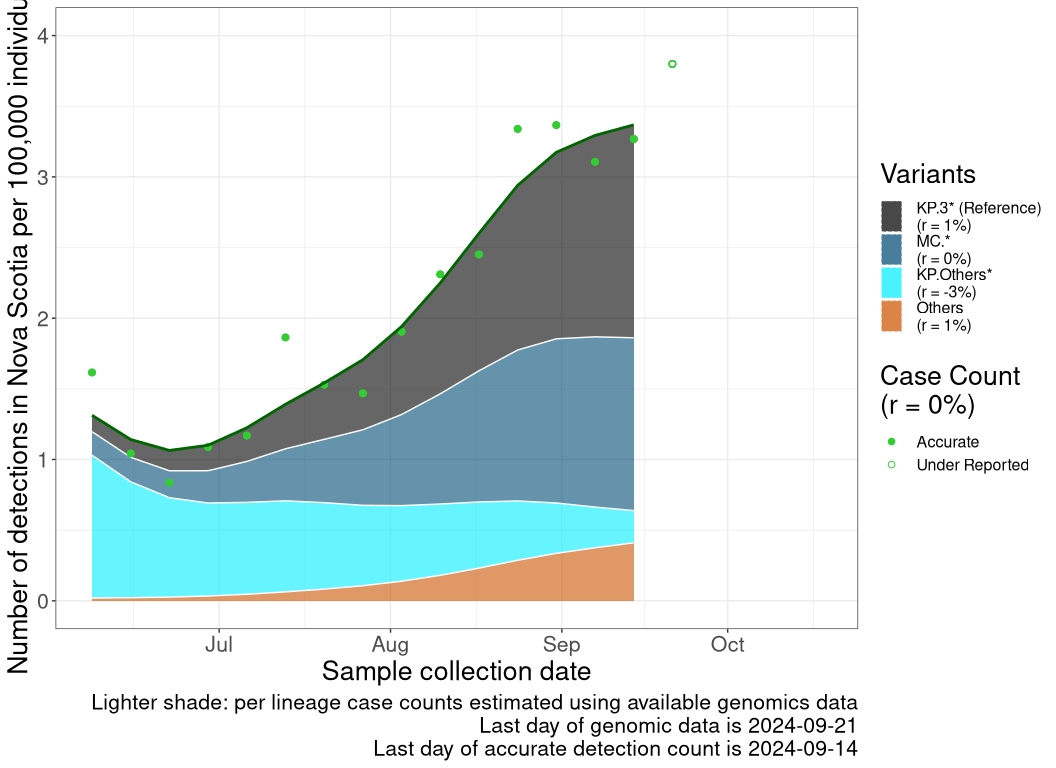 Number of detections in Nova Scotia per 100,000
4
3
2
1
0
Jul Aug Sep Oct
Sample collection date
Variants
KP.3* (Reference)
(r = 1%)
MC.*
(r = 0%)
KP.Others*
(r = -3%)
Others
(r = 1%)
Case Count
(r = 0%)
Accurate
Under Reported
Lighter shade: per lineage case counts estimated using available genomics data
Last day of genomic data is 2024-09-21
Last day of accurate detection count is 2024-09-14